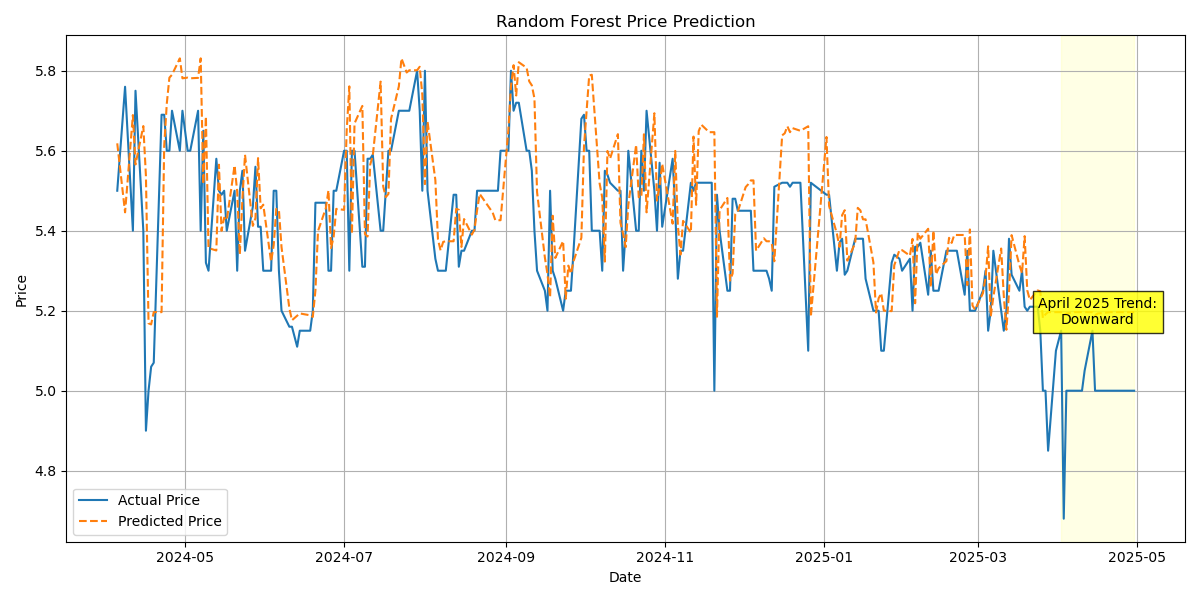 Random Forest Price Prediction
Price
5.8
5.6
5.4
5.2
5.0
4.8
April 2025 Trend:
Downward
Actual Price
Predicted Price
2024-05
2024-07
2024-09
2024-11
2025-01
2025-03
2025-05
Date